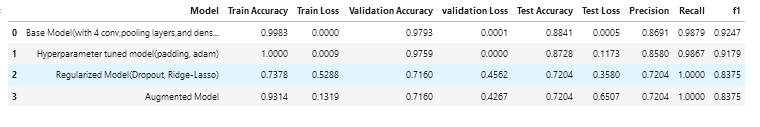 Model Train Accuracy Train Loss Validation Accuracy validation Loss Test Accuracy Test Loss Precision Recall f1
0 Base Model(with 4 conv,pooling layers,and dens... 0.9983 0.0000 0.9793 0.0001 0.8841 0.0005 0.8691 0.9879 0.9247
1 Hyperparameter tuned model(padding, adam) 1.0000 0.0009 0.9759 0.0000 0.8728 0.1173 0.8580 0.9867 0.9179
2 Regularized Model(Dropout, Ridge-Lasso) 0.7378 0.5288 0.7160 0.4562 0.7204 0.3580 0.7204 1.0000 0.8375
3 Augmented Model 0.9314 0.1319 0.7160 0.4267 0.7204 0.6507 0.7204 1.0000 0.8375